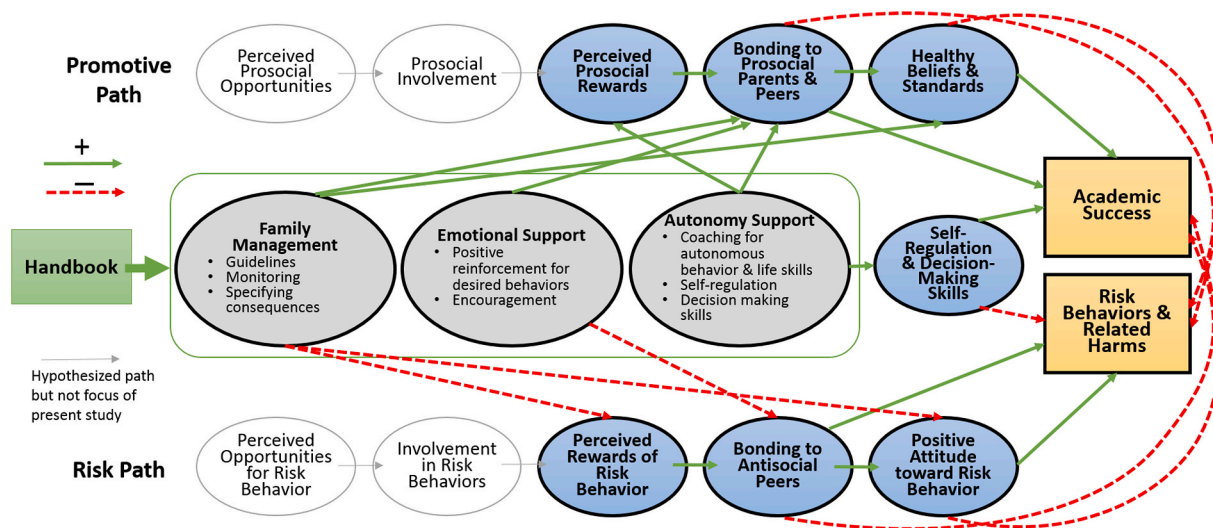 Promotive
Path
Perceived
Prosocial
Opportunities
Prosocial
Involvement
Perceived
Prosocial
Rewards
Bonding to
Prosocial
Parents &
Peers
Healthy
Beliefs &
Standards
+
−
Handbook
Family
Management
• Guidelines
• Monitoring
• Specifying
consequences
Emotional Support
• Positive
reinforcement for
desired behaviors
• Encouragement
Autonomy Support
• Coaching for
autonomous
behavior & life skills
• Self-regulation
• Decision making
skills
Self-
Regulation
& Decision-
Making
Skills
Academic
Success
Risk
Behaviors &
Related
Harms
Hypothesized path
but not focus of
present study
Risk Path
Perceived
Opportunities
for Risk
Behavior
Involvement
in Risk
Behaviors
Perceived
Rewards of
Risk
Behavior
Bonding to
Antisocial
Peers
Positive
Attitude
toward Risk
Behavior